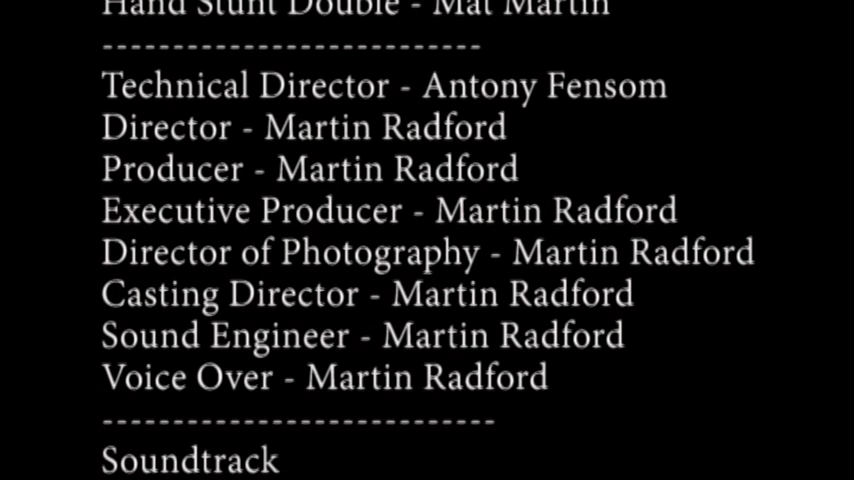 Hand Stunt Double - Mat Martin
----------------------------
Technical Director - Antony Fensom
Director - Martin Radford
Producer - Martin Radford
Executive Producer - Martin Radford
Director of Photography - Martin Radford
Casting Director - Martin Radford
Sound Engineer - Martin Radford
Voice Over - Martin Radford
-----------------------------
Soundtrack